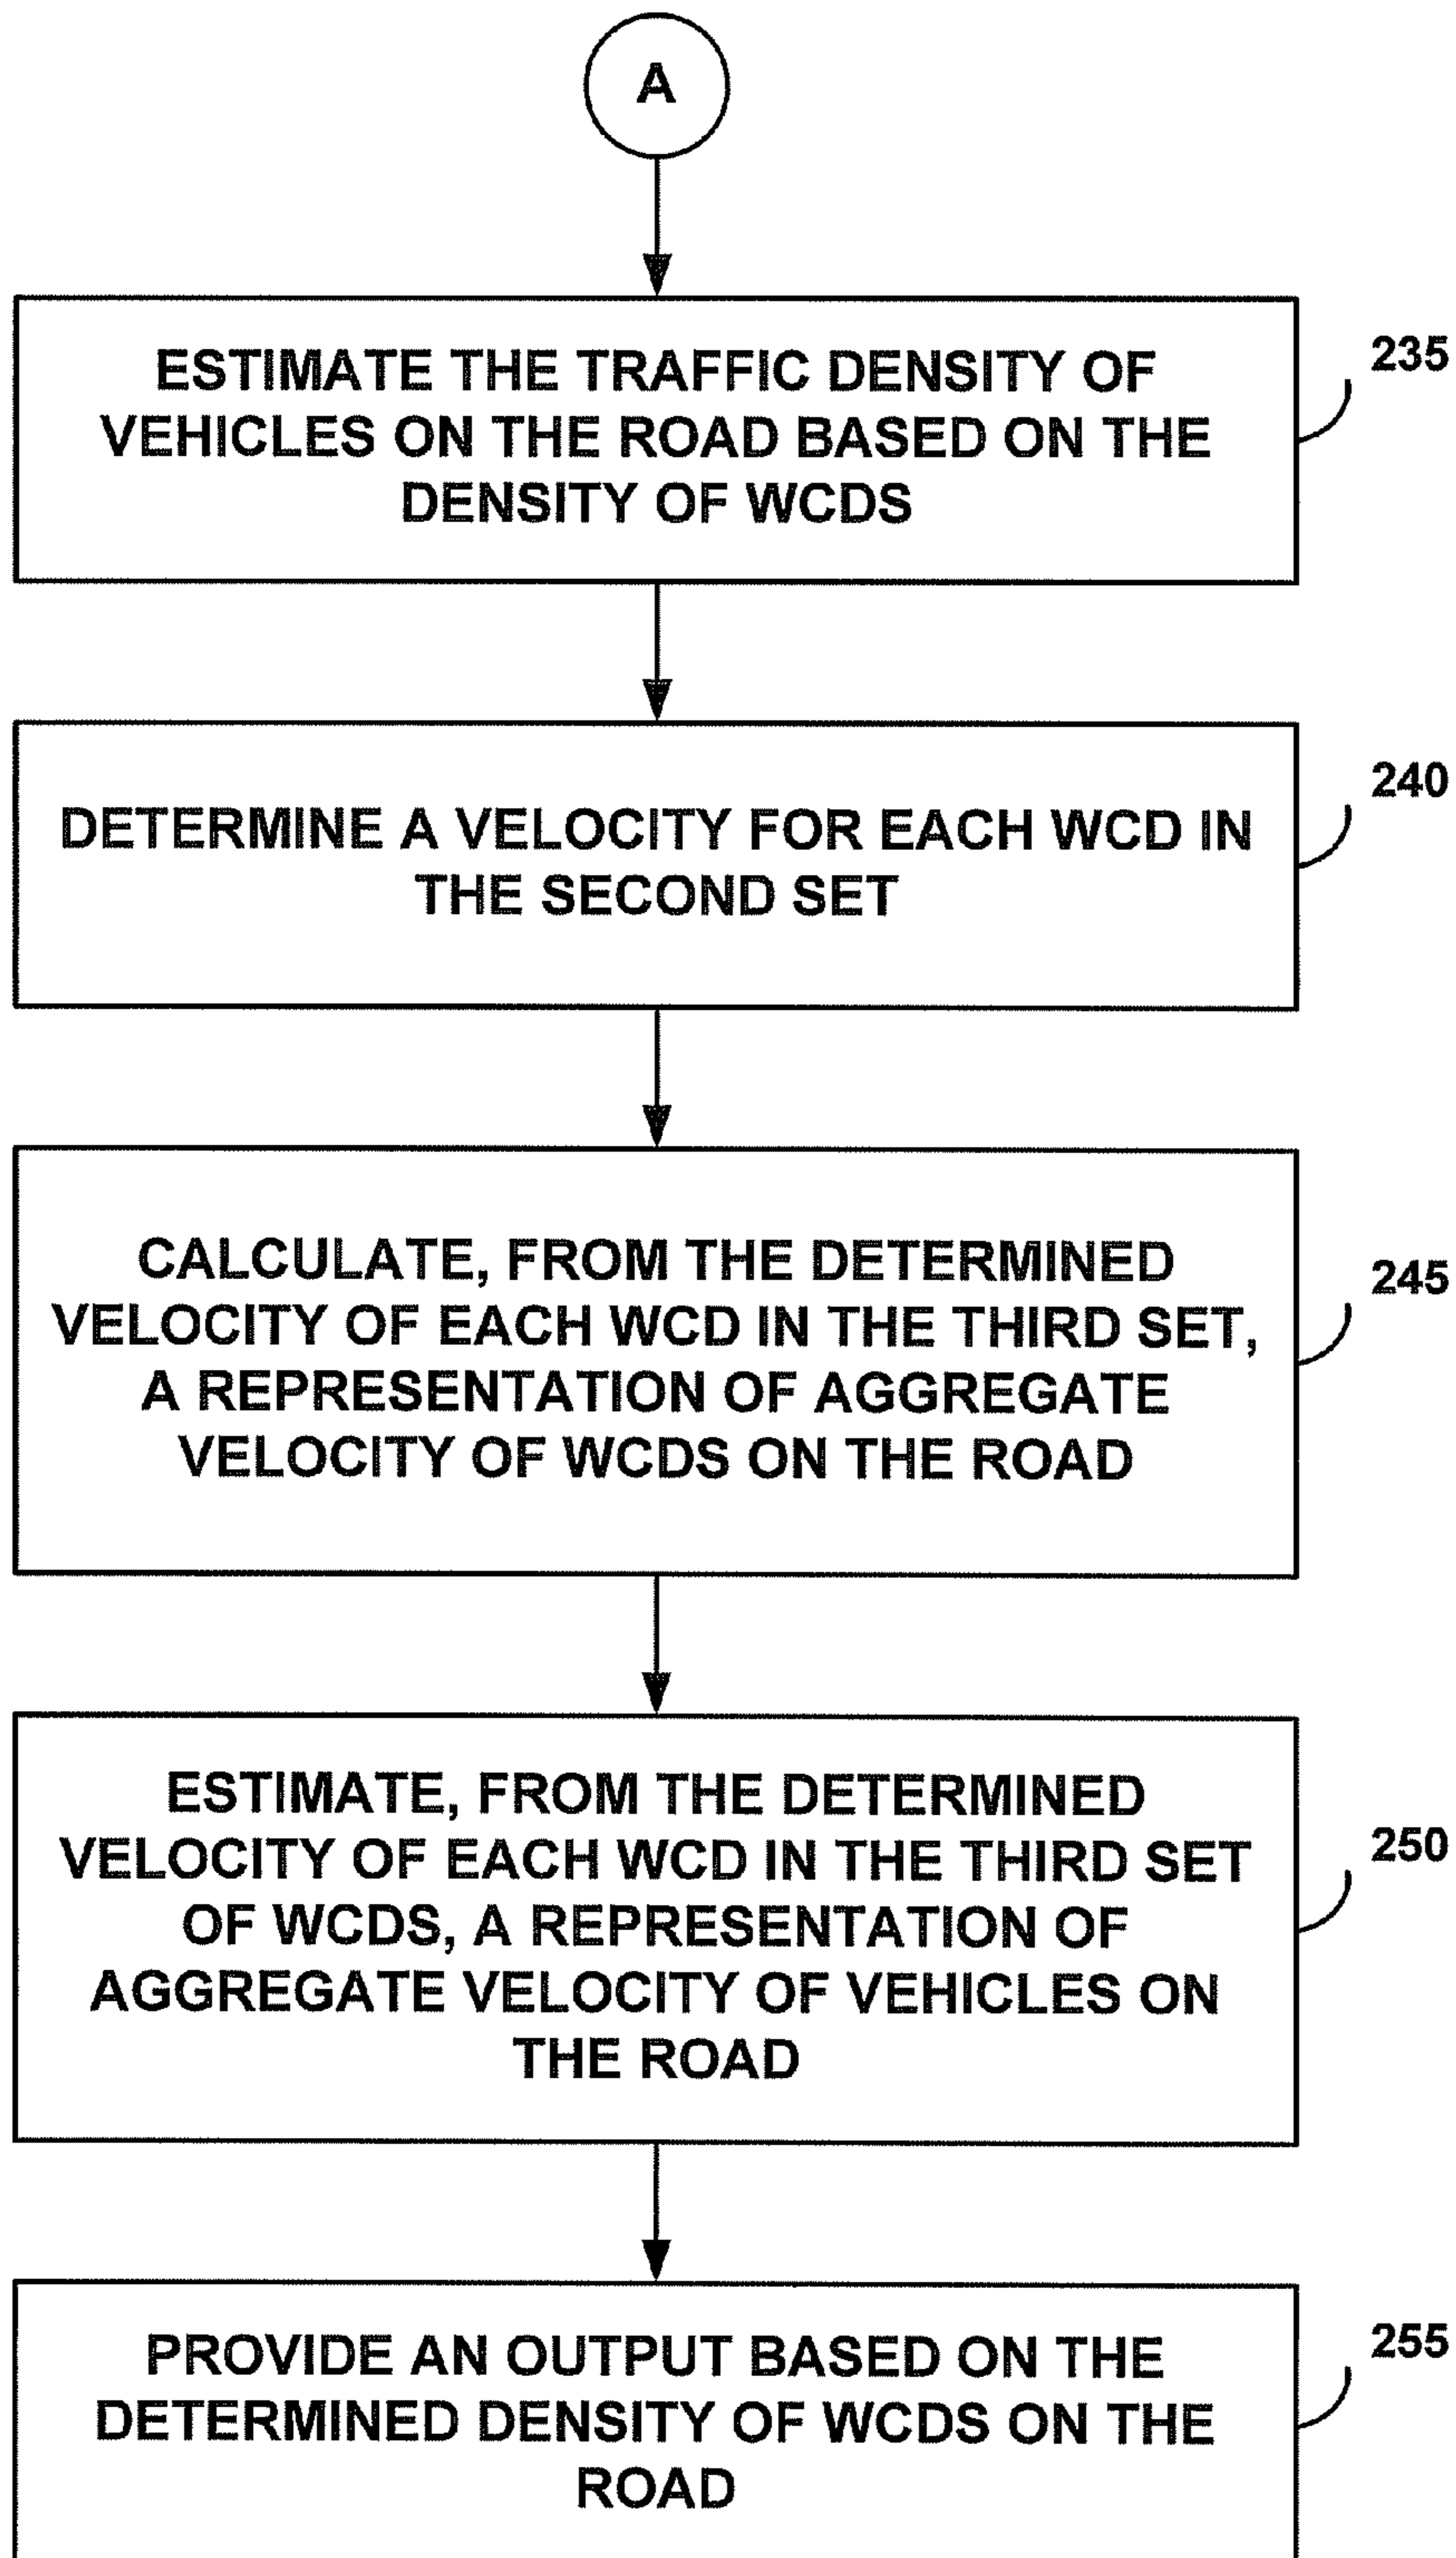 A
ESTIMATE THE TRAFFIC DENSITY OF
VEHICLES ON THE ROAD BASED ON THE
DENSITY OF WCDS
235
DETERMINE A VELOCITY FOR EACH WCD IN
THE SECOND SET
240
CALCULATE, FROM THE DETERMINED
VELOCITY OF EACH WCD IN THE THIRD SET,
A REPRESENTATION OF AGGREGATE
VELOCITY OF WCDS ON THE ROAD
245
ESTIMATE, FROM THE DETERMINED
VELOCITY OF EACH WCD IN THE THIRD SET
OF WCDS, A REPRESENTATION OF
AGGREGATE VELOCITY OF VEHICLES ON
THE ROAD
250
PROVIDE AN OUTPUT BASED ON THE
DETERMINED DENSITY OF WCDS ON THE
ROAD
255